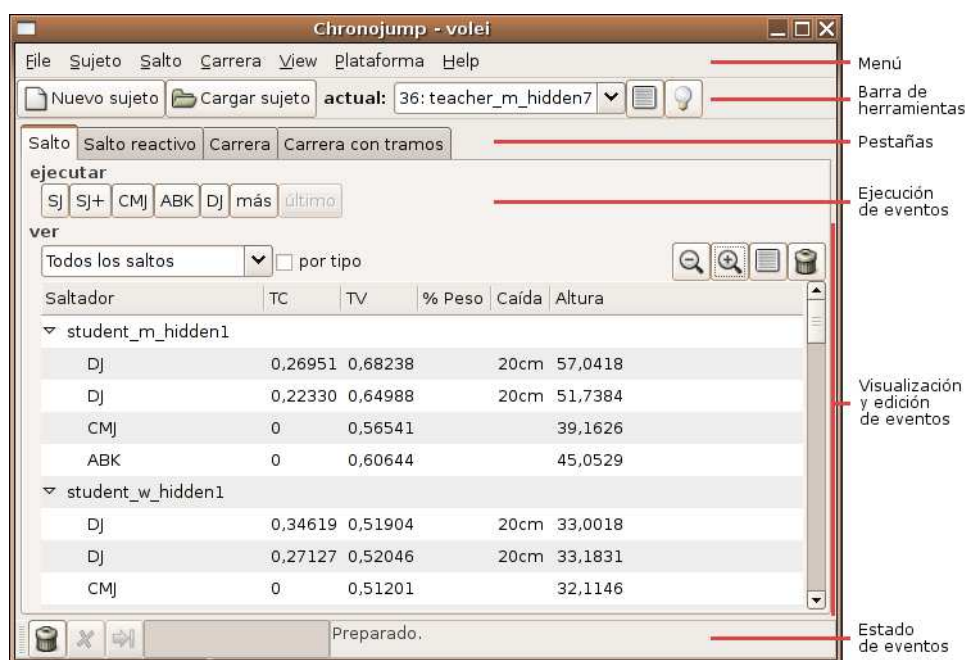 Chronojump - volei
File Sujeto Salto Carrera View Plataforma Help
Menú
Nuevo sujeto Cargar sujeto actual: 36: teacher_m_hidden7
Barra de
herramientas
Salto Salto reactivo Carrera Carrera con tramos
Pestañas
ejecutar
SJ SJ+ CMJ ABK DJ más último
Ejecución
de eventos
ver
Todos los saltos por tipo
Saltador TC TV % Peso Caída Altura
student_m_hidden1
DJ 0,26951 0,68238 20cm 57,0418
DJ 0,22330 0,64988 20cm 51,7384
CMJ 0 0,56541 39,1626
ABK 0 0,60644 45,0529
student_w_hidden1
DJ 0,34619 0,51904 20cm 33,0018
DJ 0,27127 0,52046 20cm 33,1831
CMJ 0 0,51201 32,1146
Visualización
y edición
de eventos
Preparado.
Estado
de eventos